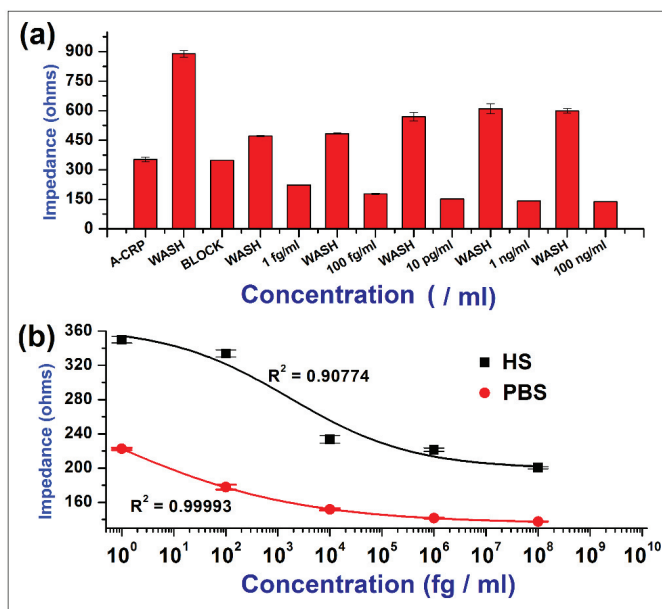 (a)
Impedance (ohms)
900
750
600
450
300
150
0
A-CRP
WASH
BLOCK
WASH
1 fg/ml
WASH
100 fg/ml
WASH
10 pg/ml
WASH
1 ng/ml
WASH
100 ng/ml
Concentration ( / ml)
(b)
Impedance (ohms)
360
320
280
240
200
160
R² = 0.90774
HS
PBS
R² = 0.99993
10⁰ 10¹ 10² 10³ 10⁴ 10⁵ 10⁶ 10⁷ 10⁸ 10⁹ 10¹⁰
Concentration (fg / ml)